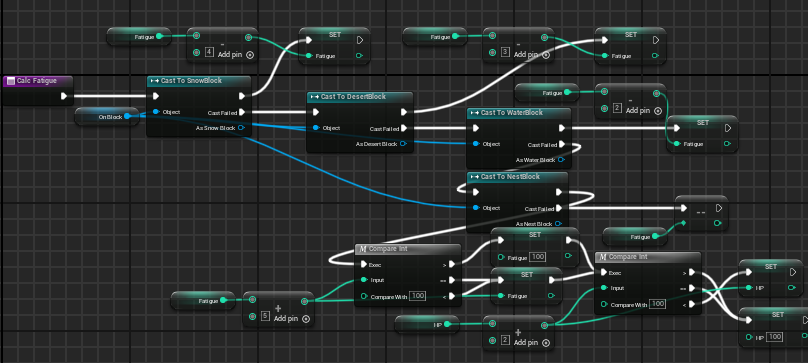 Fatigue
4
-
Add pin
SET
Fatigue
Fatigue
3
-
Add pin
SET
Fatigue
Calc Fatigue
On Block
Cast To SnowBlock
Object
Cast Failed
As Snow Block
Cast To DesertBlock
Object
Cast Failed
As Desert Block
Cast To WaterBlock
Object
Cast Failed
As Water Block
Fatigue
2
-
Add pin
SET
Fatigue
Cast To NestBlock
Object
Cast Failed
As Nest Block
Fatigue
--
Compare Int
Exec
>
Input
==
Compare With 100
<
SET
Fatigue 100
SET
Fatigue
Fatigue
5
+
Add pin
HP
2
+
Add pin
Compare Int
Exec
>
Input
==
Compare With 100
<
SET
HP
SET
HP 100